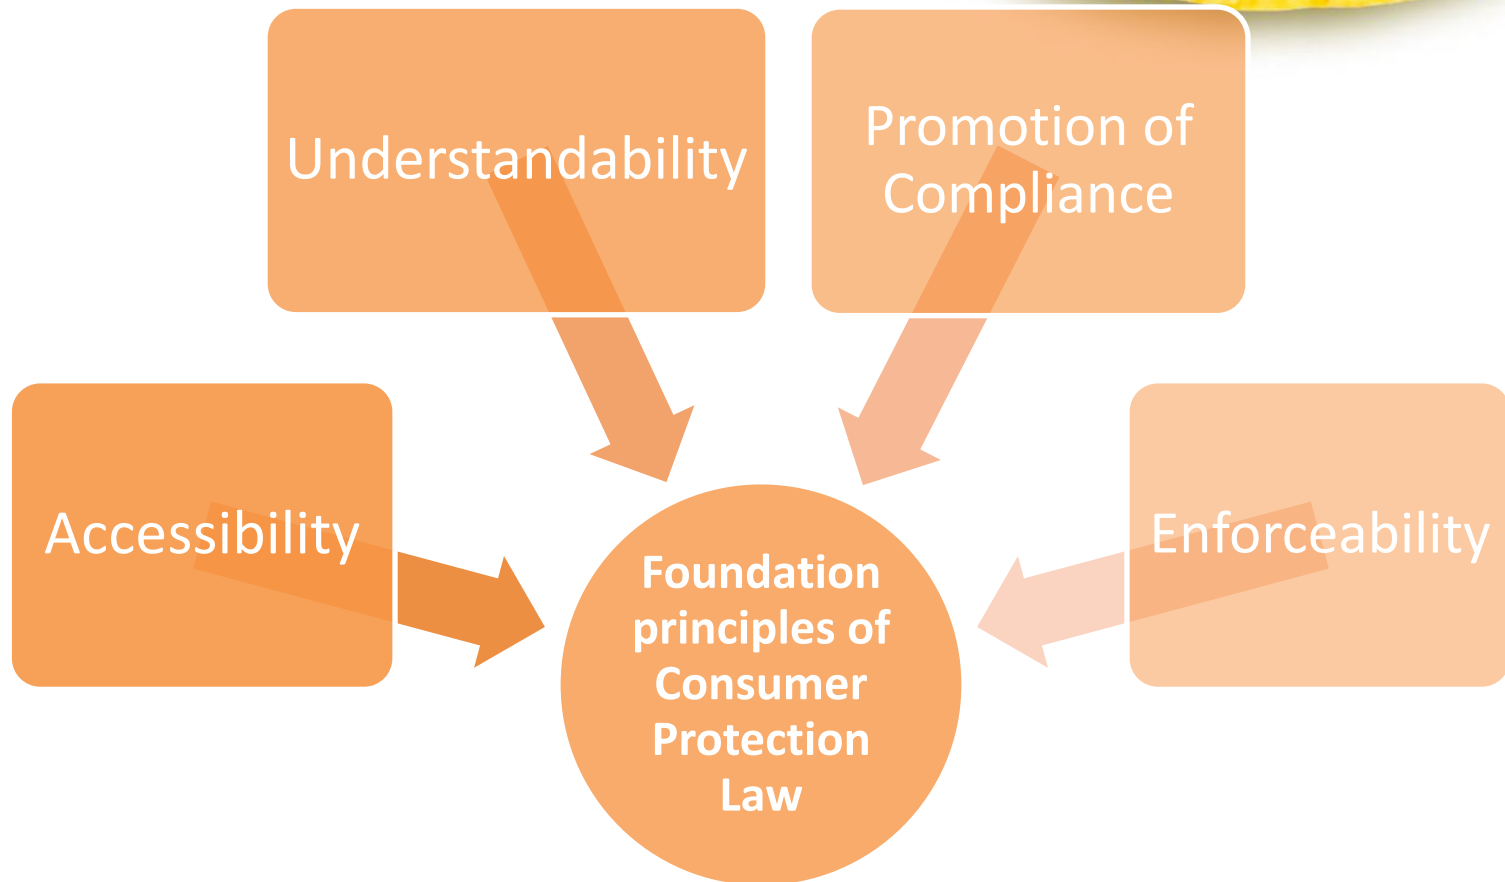 Understandability
Promotion of
Compliance
Accessibility
Enforceability
Foundation
principles of
Consumer
Protection
Law